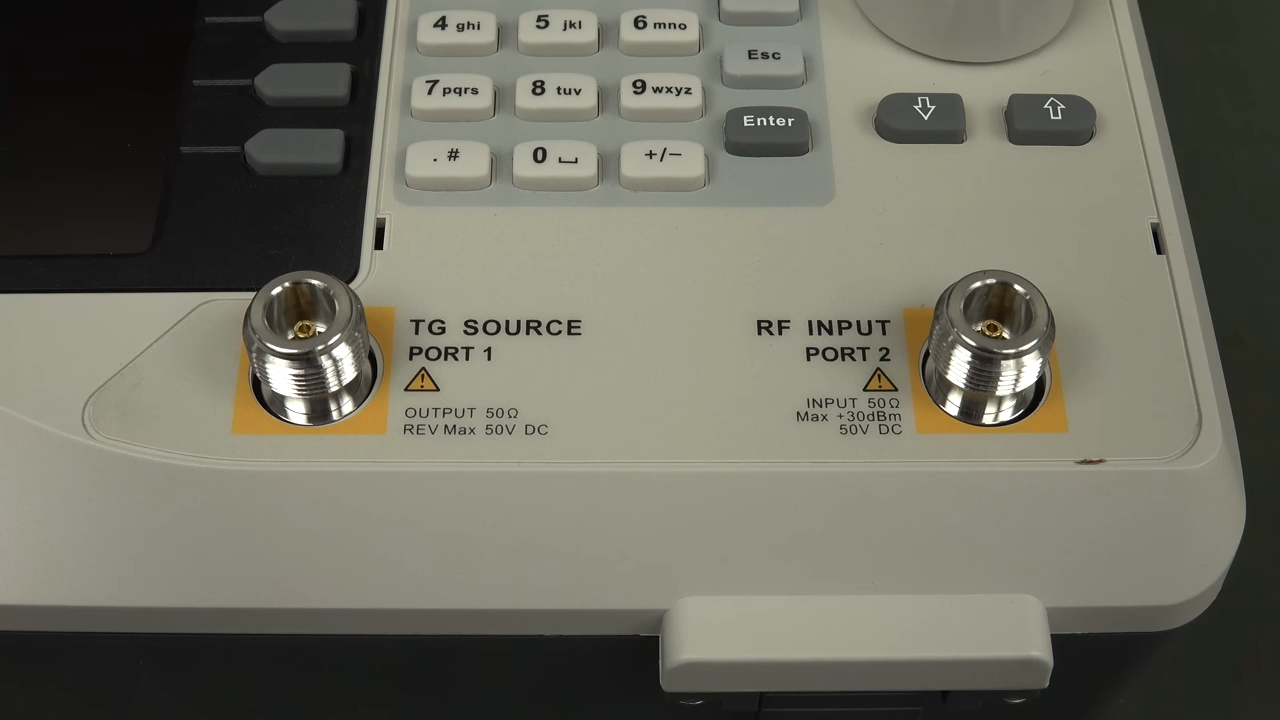 4 ghi 5 jkl 6 mno
Esc
7 pqrs 8 tuv 9 wxyz
Enter
. # 0 ⎵ +/−
TG SOURCE
PORT 1
OUTPUT 50Ω
REV Max 50V DC
RF INPUT
PORT 2
INPUT 50Ω
Max +30dBm
50V DC